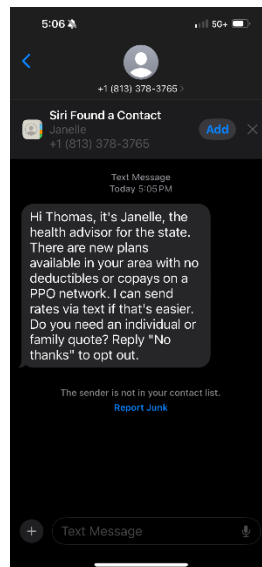 5:06
5G+
+1 (813) 378-3765 >
Siri Found a Contact
Janelle
+1 (813) 378-3765
Add
Text Message
Today 5:05 PM
Hi Thomas, it's Janelle, the
health advisor for the state.
There are new plans
available in your area with no
deductibles or copays on a
PPO network. I can send
rates via text if that's easier.
Do you need an individual or
family quote? Reply "No
thanks" to opt out.
The sender is not in your contact list.
Report Junk
Text Message